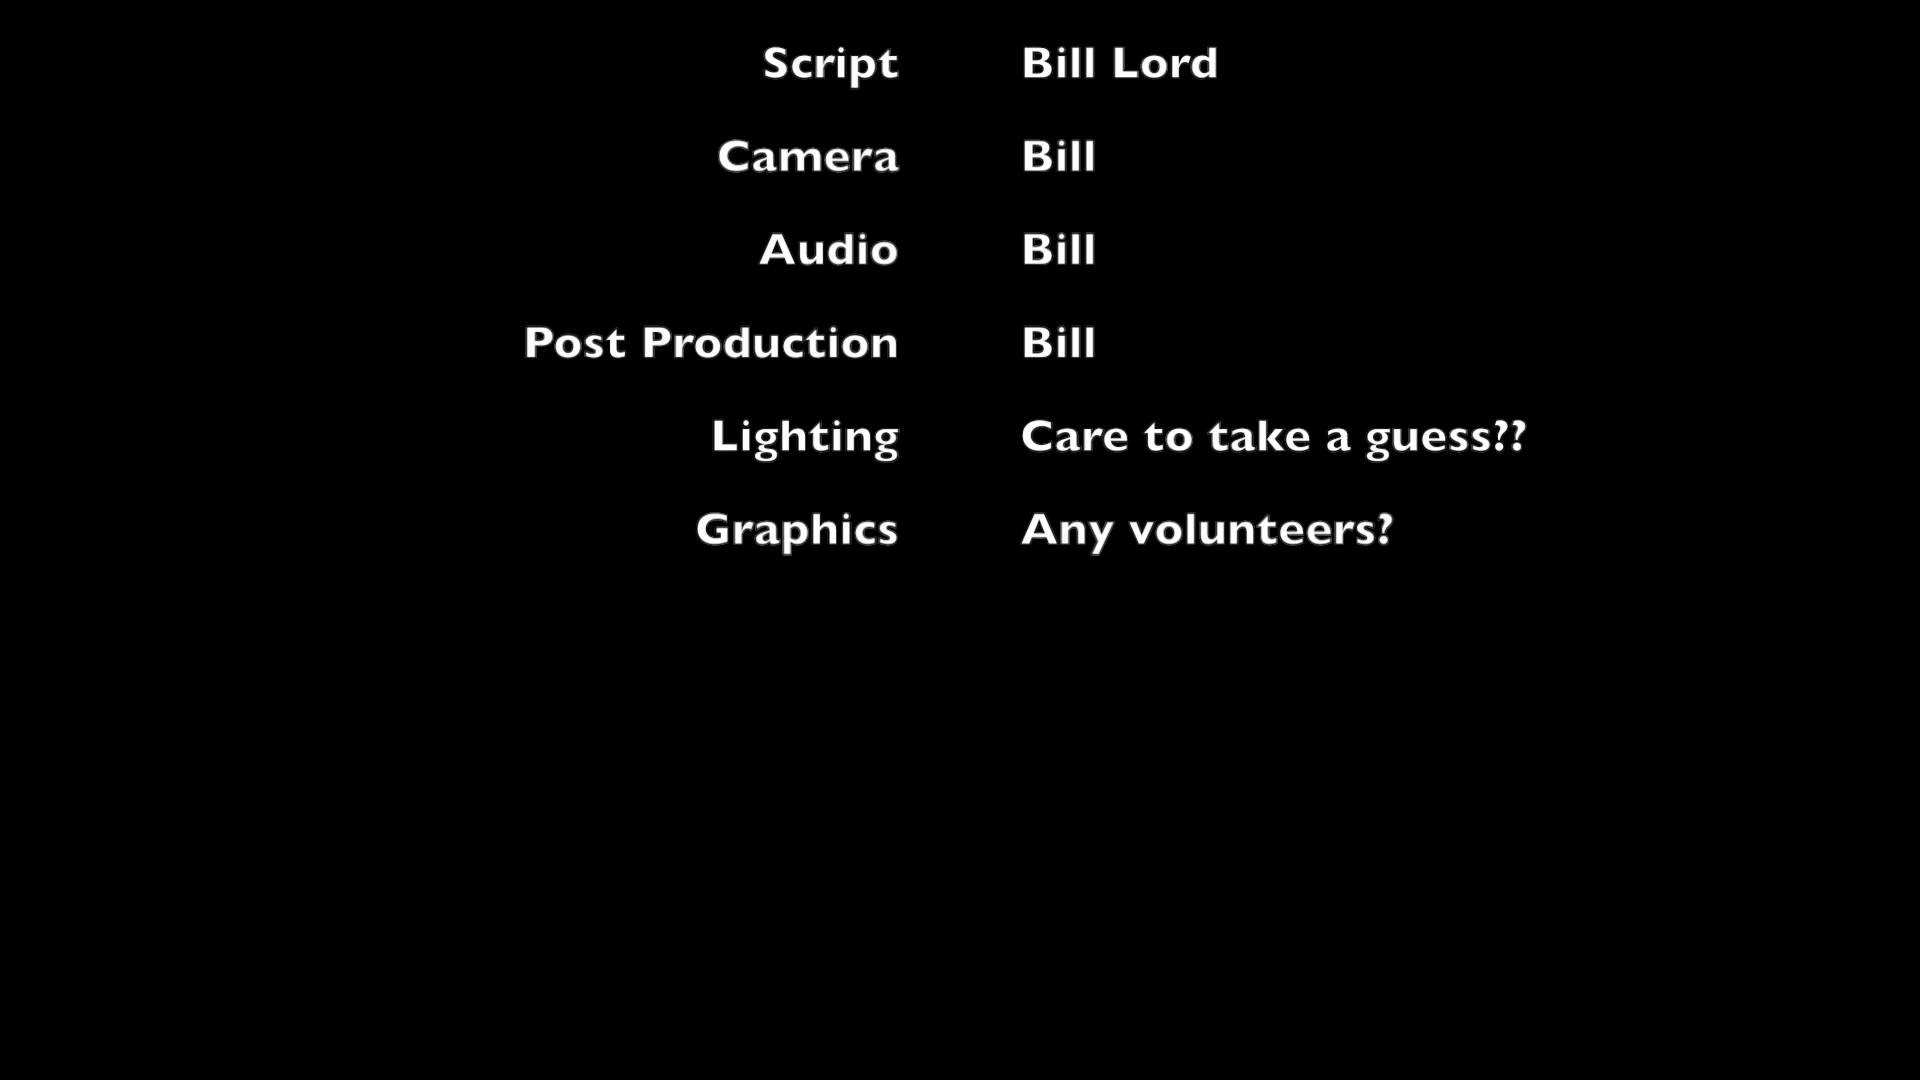 Script Bill Lord
Camera Bill
Audio Bill
Post Production Bill
Lighting Care to take a guess??
Graphics Any volunteers?